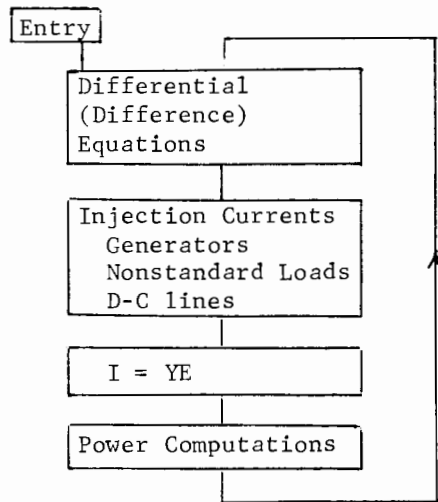 Entry
Differential
(Difference)
Equations
Injection Currents
Generators
Nonstandard Loads
D-C lines
I = YE
Power Computations